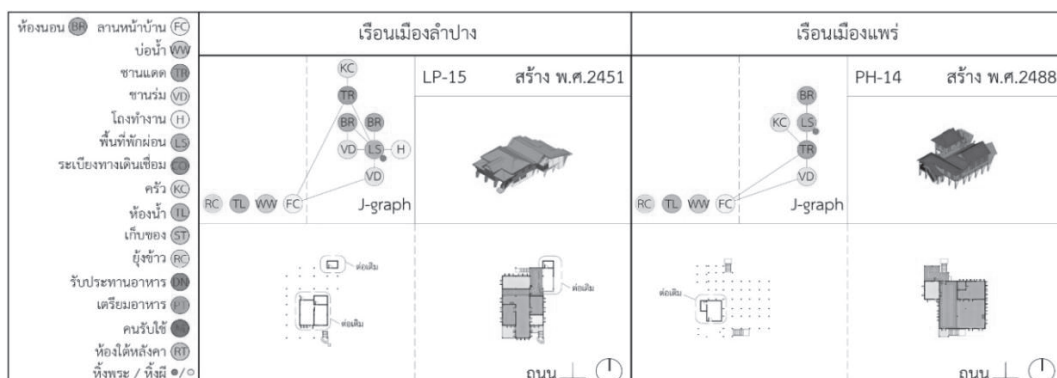 ห้องนอน BR ลานหน้าบ้าน FC
บ่อน้ำ WW
ชานแดด TR
ชานร่ม VD
โถงทำงาน H
พื้นที่พักผ่อน LS
ระเบียงทางเดินเชื่อม CO
ครัว KC
ห้องน้ำ TL
เก็บของ ST
ยุ้งข้าว RC
รับประทานอาหาร DN
เตรียมอาหาร PT
คนรับใช้
ห้องใต้หลังคา RT
หิ้งพระ / หิ้งผี
เรือนเมืองลำปาง
LP-15 สร้าง พ.ศ.2451
KC
TR
BR BR
VD LS H
VD
RC TL WW FC
J-graph
ต่อเติม
ต่อเติม
ต่อเติม
ถนน
เรือนเมืองแพร่
PH-14 สร้าง พ.ศ.2488
BR
KC LS
TR
VD
RC TL WW FC
J-graph
ต่อเติม
ถนน